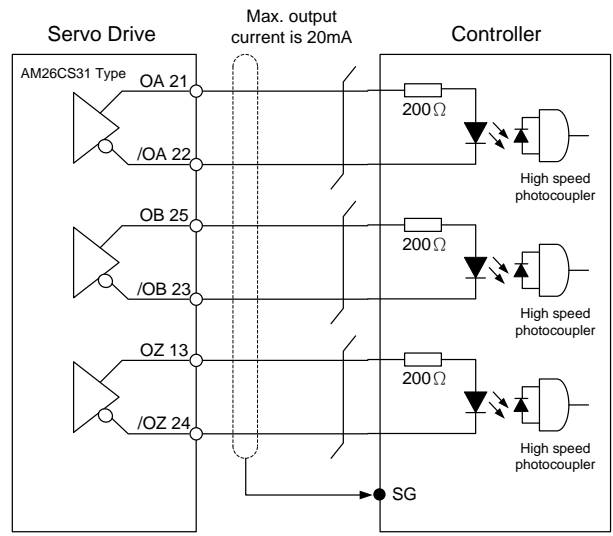 Max. output
current is 20mA
Servo Drive
Controller
AM26CS31 Type
OA 21
200Ω
/OA 22
High speed
photocoupler
OB 25
200Ω
/OB 23
High speed
photocoupler
OZ 13
200Ω
/OZ 24
High speed
photocoupler
SG